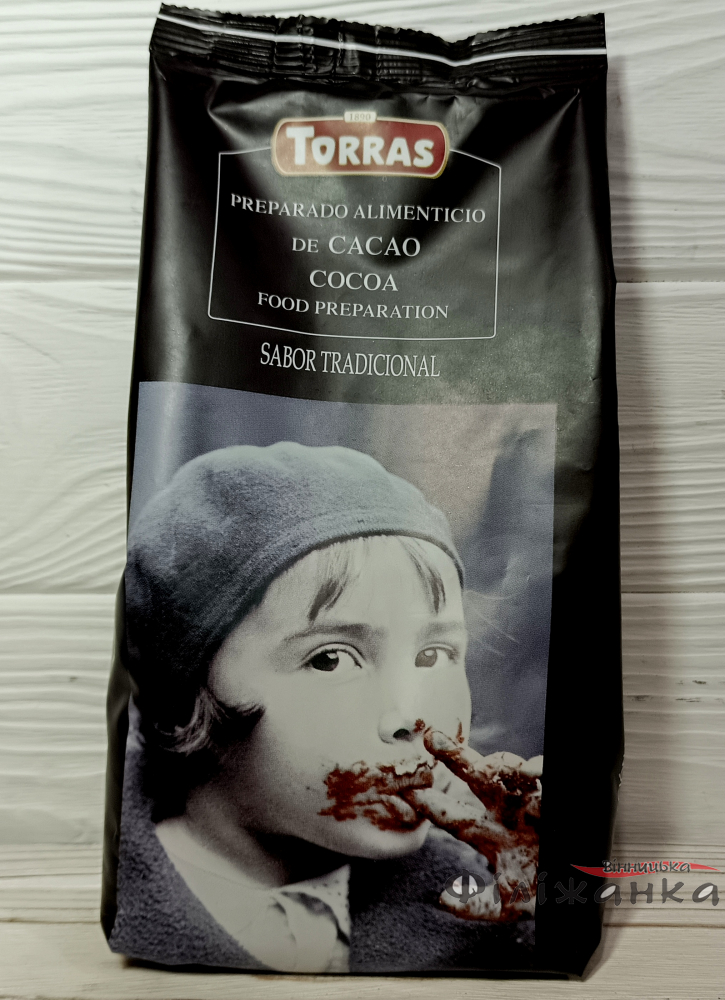 1890
TORRAS
PREPARADO ALIMENTICIO
DE CACAO
COCOA
FOOD PREPARATION
SABOR TRADICIONAL
Вінницька
Філіжанка